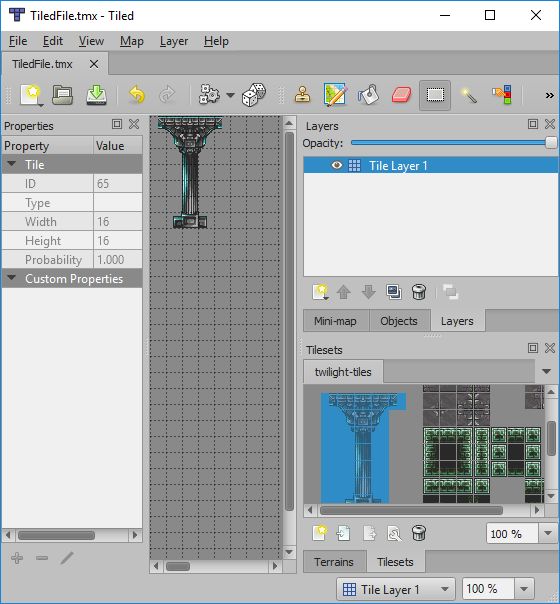 TiledFile.tmx - Tiled
File Edit View Map Layer Help
TiledFile.tmx
Properties
Property Value
Tile
ID 65
Type
Width 16
Height 16
Probability 1.000
Custom Properties
Layers
Opacity:
Tile Layer 1
Mini-map Objects Layers
Tilesets
twilight-tiles
100 %
Terrains Tilesets
Tile Layer 1 100 %